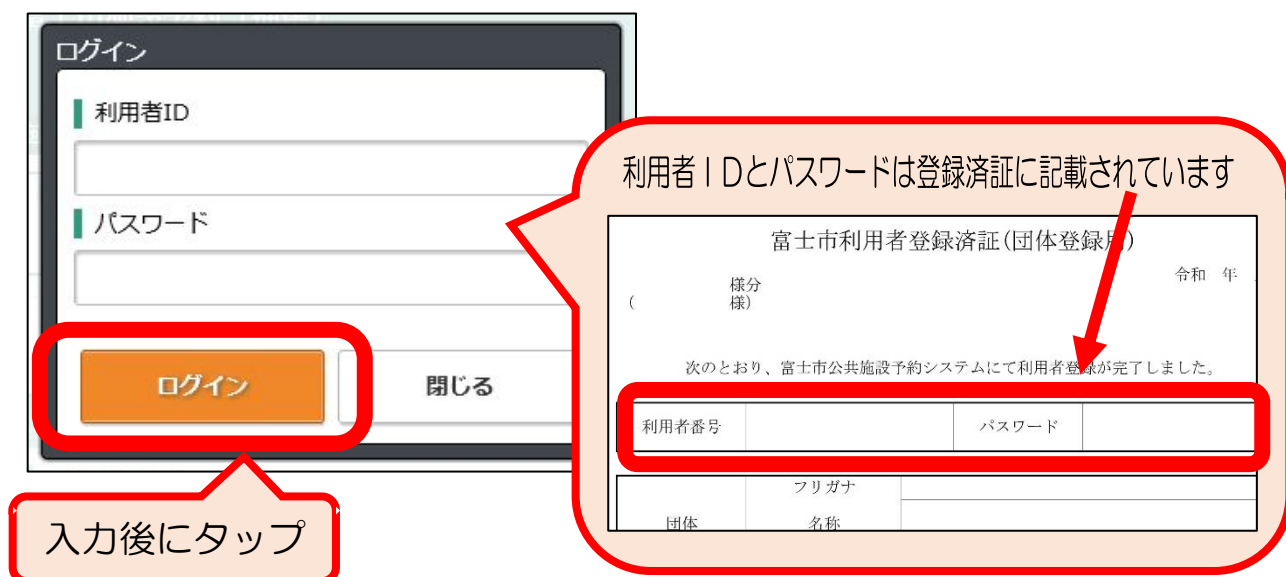 ログイン
利用者ID
パスワード
ログイン
閉じる
入力後にタップ
利用者IDとパスワードは登録済証に記載されています
富士市利用者登録済証(団体登録用)
令和 年
様分
( 様)
次のとおり、富士市公共施設予約システムにて利用者登録が完了しました。
利用者番号 パスワード
フリガナ
団体 名称